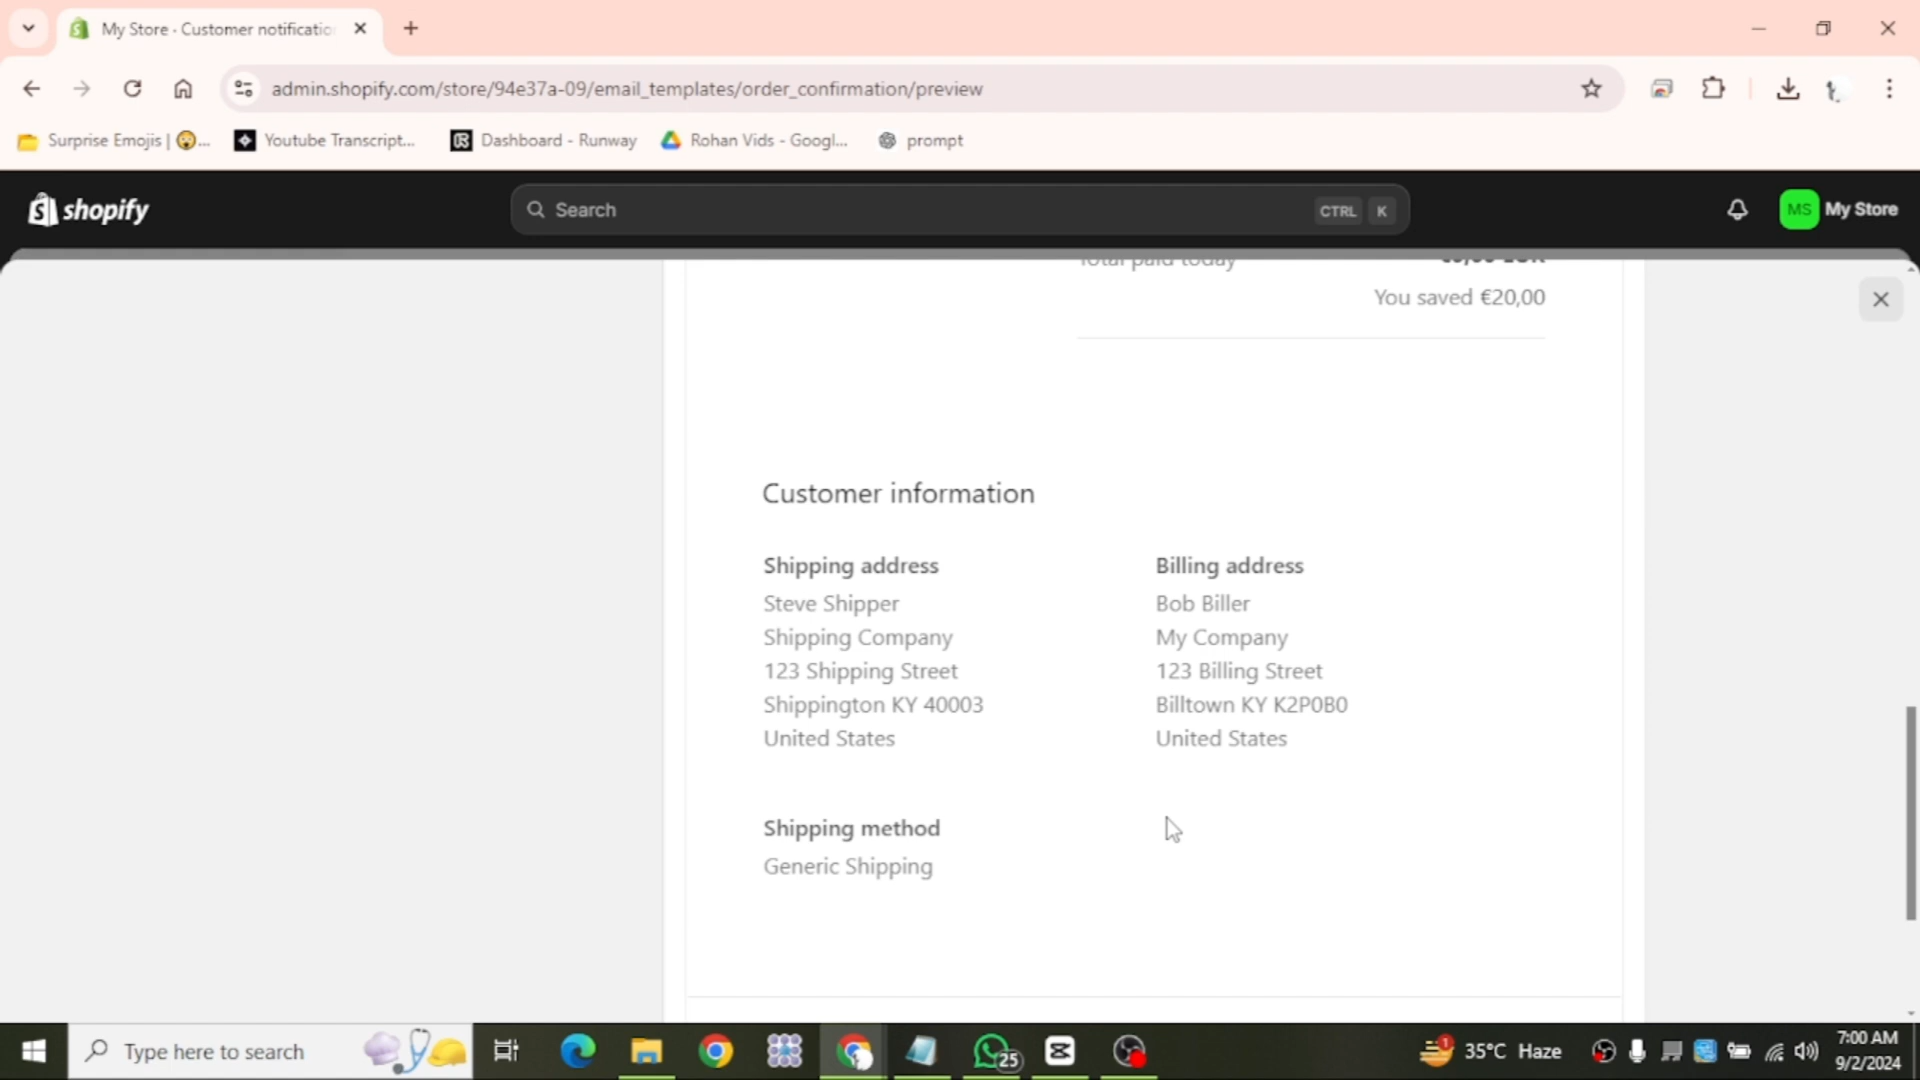 My Store · Customer notificatio
admin.shopify.com/store/94e37a-09/email_templates/order_confirmation/preview
Surprise Emojis | 😲...
Youtube Transcript...
Dashboard - Runway
Rohan Vids - Googl...
prompt
shopify
Search
CTRL K
MS My Store
Total paid today
You saved €20,00
Customer information
Shipping address
Steve Shipper
Shipping Company
123 Shipping Street
Shippington KY 40003
United States
Billing address
Bob Biller
My Company
123 Billing Street
Billtown KY K2P0B0
United States
Shipping method
Generic Shipping
Type here to search
25
1
35°C Haze
7:00 AM
9/2/2024